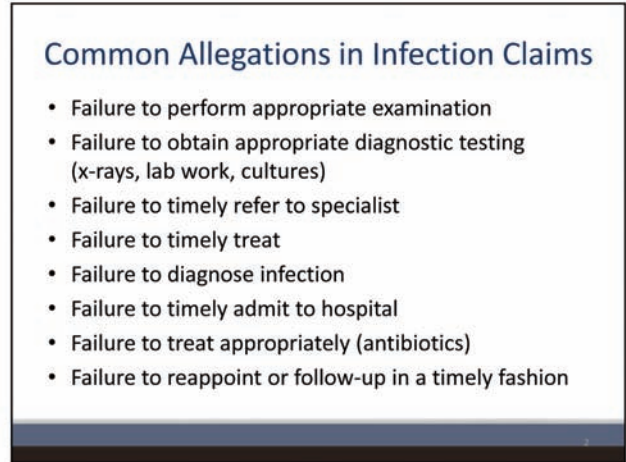 Common Allegations in Infection Claims
• Failure to perform appropriate examination
• Failure to obtain appropriate diagnostic testing
(x-rays, lab work, cultures)
• Failure to timely refer to specialist
• Failure to timely treat
• Failure to diagnose infection
• Failure to timely admit to hospital
• Failure to treat appropriately (antibiotics)
• Failure to reappoint or follow-up in a timely fashion
2